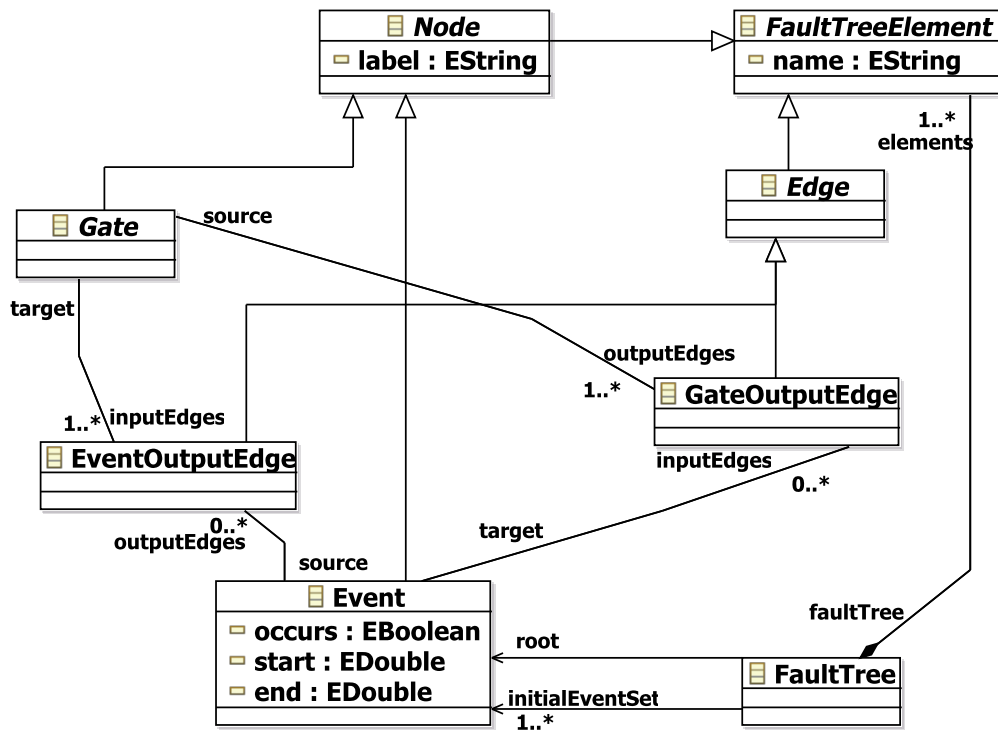 Node
label : EString
FaultTreeElement
name : EString
1..*
elements
Edge
Gate
source
target
outputEdges
1..*
GateOutputEdge
1..*
inputEdges
EventOutputEdge
inputEdges
0..*
0..*
outputEdges
target
source
Event
occurs : EBoolean
start : EDouble
end : EDouble
faultTree
root
FaultTree
initialEventSet
1..*